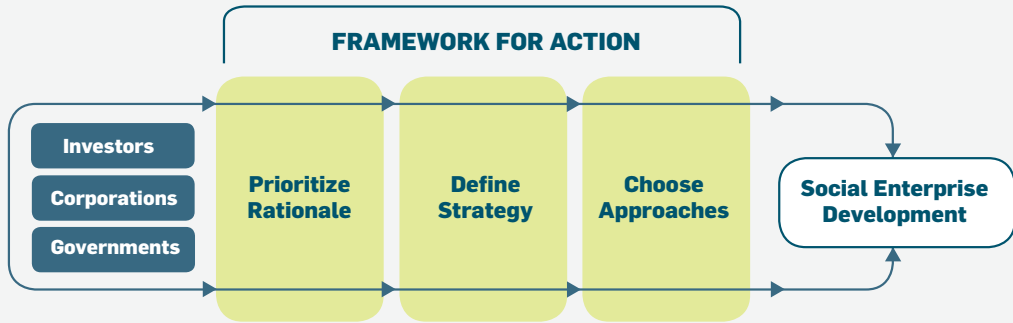 FRAMEWORK FOR ACTION
Investors
Corporations
Governments
Prioritize
Rationale
Define
Strategy
Choose
Approaches
Social Enterprise
Development